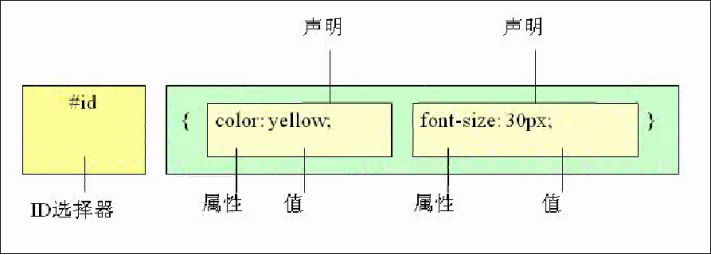 声明 声明
#id
{ color: yellow; font-size: 30px; }
ID选择器 属性 值 属性 值